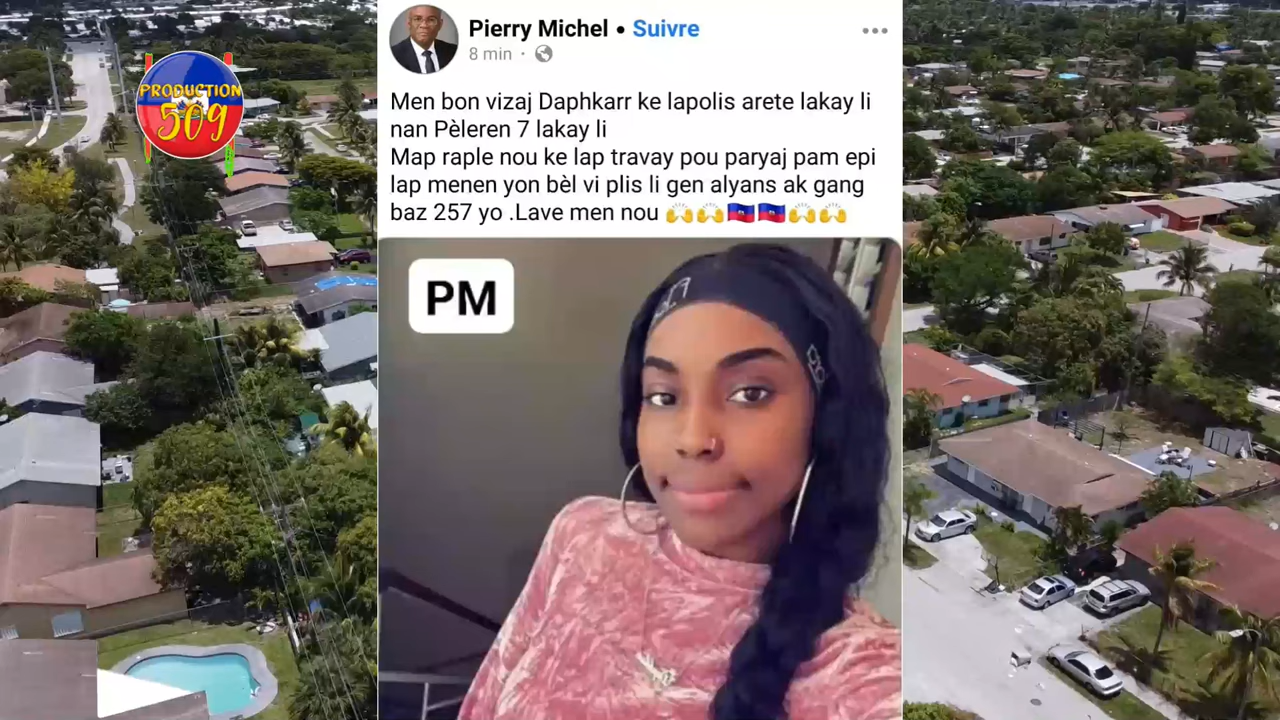 PRODUCTION
509
Pierry Michel • Suivre
8 min ·
Men bon vizaj Daphkarr ke lapolis arete lakay li
nan Pèleren 7 lakay li
Map raple nou ke lap travay pou paryaj pam epi
lap menen yon bèl vi plis li gen alyans ak gang
baz 257 yo .Lave men nou 🙌🙌🇭🇹🇭🇹🙌🙌
PM